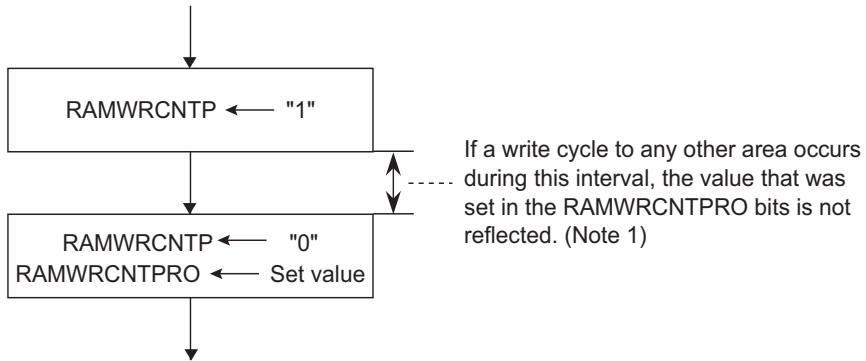 RAMWRCNTP ← "1"
If a write cycle to any other area occurs
during this interval, the value that was
set in the RAMWRCNTPRO bits is not
reflected. (Note 1)
RAMWRCNTP ← "0"
RAMWRCNTPRO ← Set value